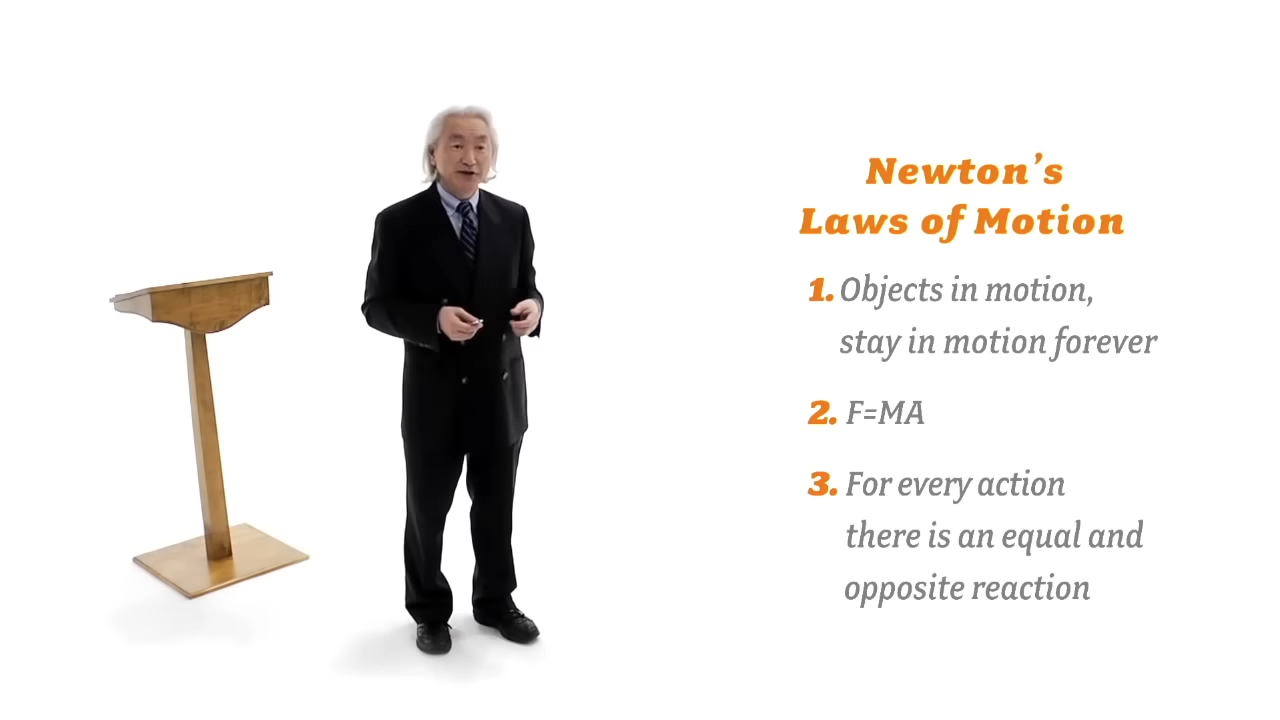 Newton's
Laws of Motion
1. Objects in motion,
stay in motion forever
2. F=MA
3. For every action
there is an equal and
opposite reaction